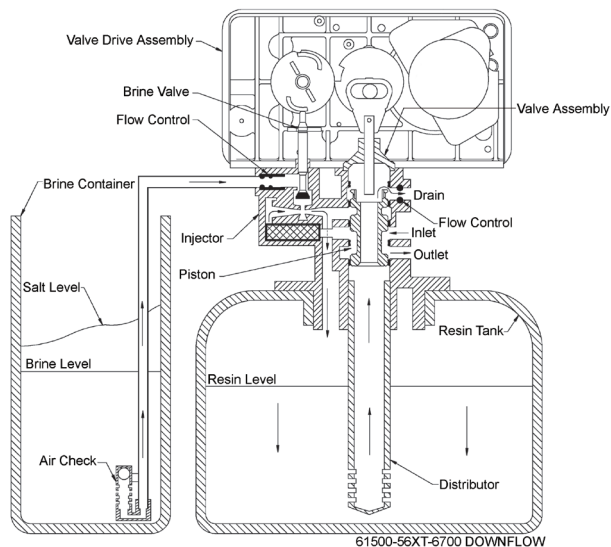 Valve Drive Assembly
Brine Valve
Valve Assembly
Flow Control
Brine Container
Drain
Flow Control
Injector
Inlet
Outlet
Piston
Salt Level
Resin Tank
Brine Level
Resin Level
Air Check
Distributor
61500-56XT-6700 DOWNFLOW